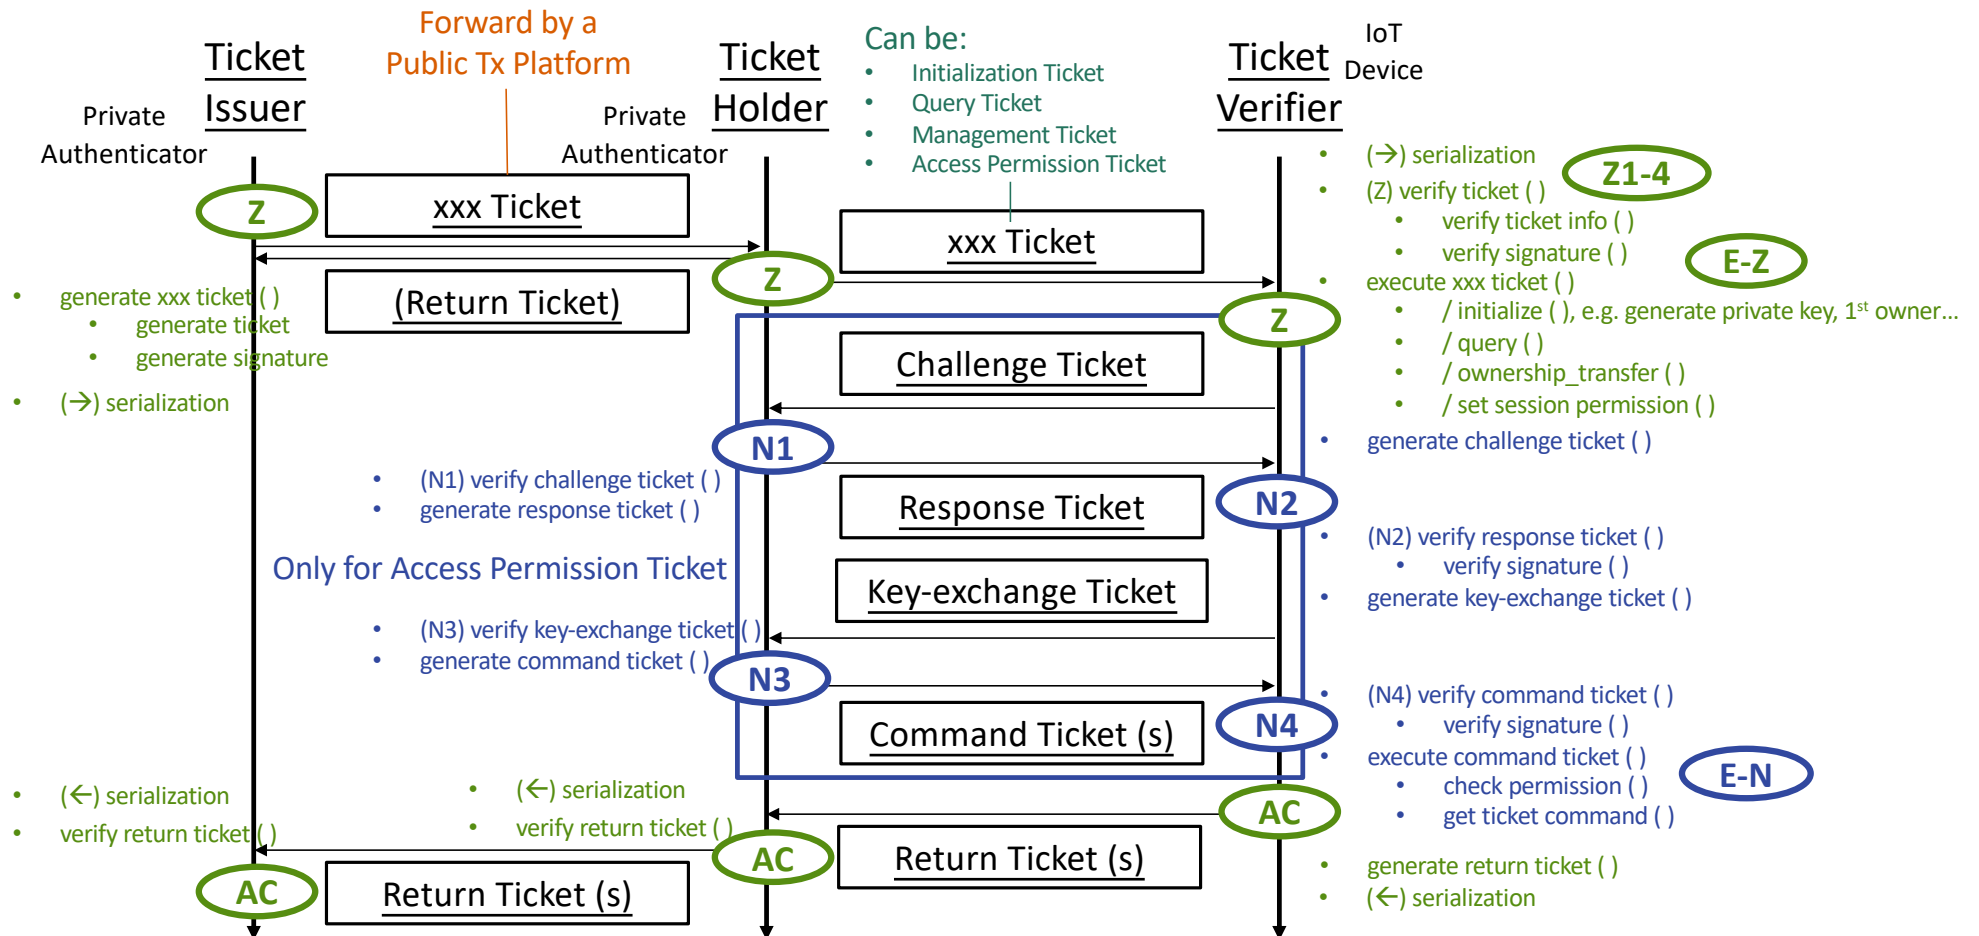 Forward by a
Public Tx Platform
Ticket
Issuer
Private
Authenticator
Ticket
Holder
Private
Authenticator
Can be:
• Initialization Ticket
• Query Ticket
• Management Ticket
• Access Permission Ticket
Ticket
Verifier
IoT
Device
Z
xxx Ticket
(Return Ticket)
Z
xxx Ticket
Z
• generate xxx ticket ( )
• generate ticket
• generate signature
• (→) serialization
• (→) serialization
• (Z) verify ticket ( )
• verify ticket info ( )
• verify signature ( )
Z1-4
E-Z
• execute xxx ticket ( )
• / initialize ( ), e.g. generate private key, 1st owner…
• / query ( )
• / ownership_transfer ( )
• / set session permission ( )
Challenge Ticket
• generate challenge ticket ( )
N1
• (N1) verify challenge ticket ( )
• generate response ticket ( )
Response Ticket
N2
• (N2) verify response ticket ( )
• verify signature ( )
• generate key-exchange ticket ( )
Only for Access Permission Ticket
Key-exchange Ticket
• (N3) verify key-exchange ticket ( )
• generate command ticket ( )
N3
Command Ticket (s)
N4
• (N4) verify command ticket ( )
• verify signature ( )
• execute command ticket ( )
• check permission ( )
• get ticket command ( )
E-N
• (←) serialization
• verify return ticket ( )
• (←) serialization
• verify return ticket ( )
AC
AC
AC
Return Ticket (s)
Return Ticket (s)
• generate return ticket ( )
• (←) serialization